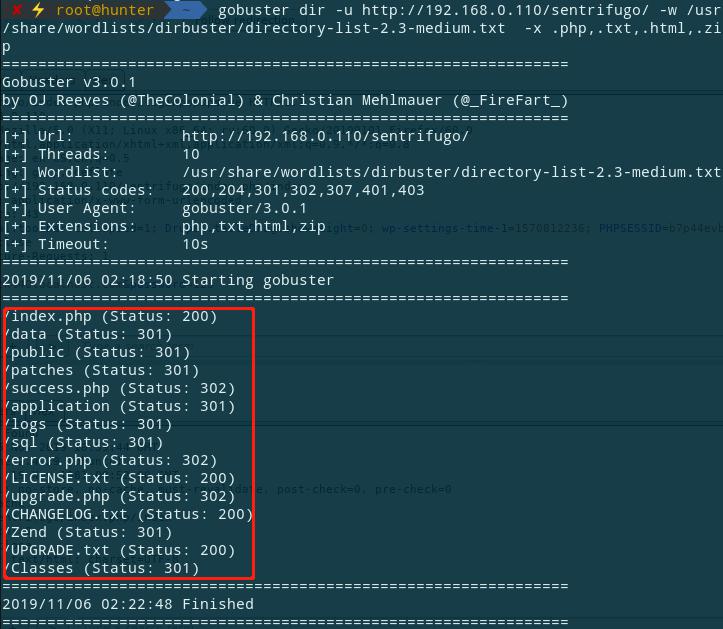 ✘ ⚡ root@hunter ~ gobuster dir -u http://192.168.0.110/sentrifugo/ -w /usr
/share/wordlists/dirbuster/directory-list-2.3-medium.txt -x .php,.txt,.html,.zi
p
===============================================================
Gobuster v3.0.1
by OJ Reeves (@TheColonial) & Christian Mehlmauer (@_FireFart_)
===============================================================
[+] Url: http://192.168.0.110/sentrifugo/
[+] Threads: 10
[+] Wordlist: /usr/share/wordlists/dirbuster/directory-list-2.3-medium.txt
[+] Status codes: 200,204,301,302,307,401,403
[+] User Agent: gobuster/3.0.1
[+] Extensions: php,txt,html,zip
[+] Timeout: 10s
===============================================================
2019/11/06 02:18:50 Starting gobuster
===============================================================
/index.php (Status: 200)
/data (Status: 301)
/public (Status: 301)
/patches (Status: 301)
/success.php (Status: 302)
/application (Status: 301)
/logs (Status: 301)
/sql (Status: 301)
/error.php (Status: 302)
/LICENSE.txt (Status: 200)
/upgrade.php (Status: 302)
/CHANGELOG.txt (Status: 200)
/Zend (Status: 301)
/UPGRADE.txt (Status: 200)
/Classes (Status: 301)
===============================================================
2019/11/06 02:22:48 Finished
===============================================================